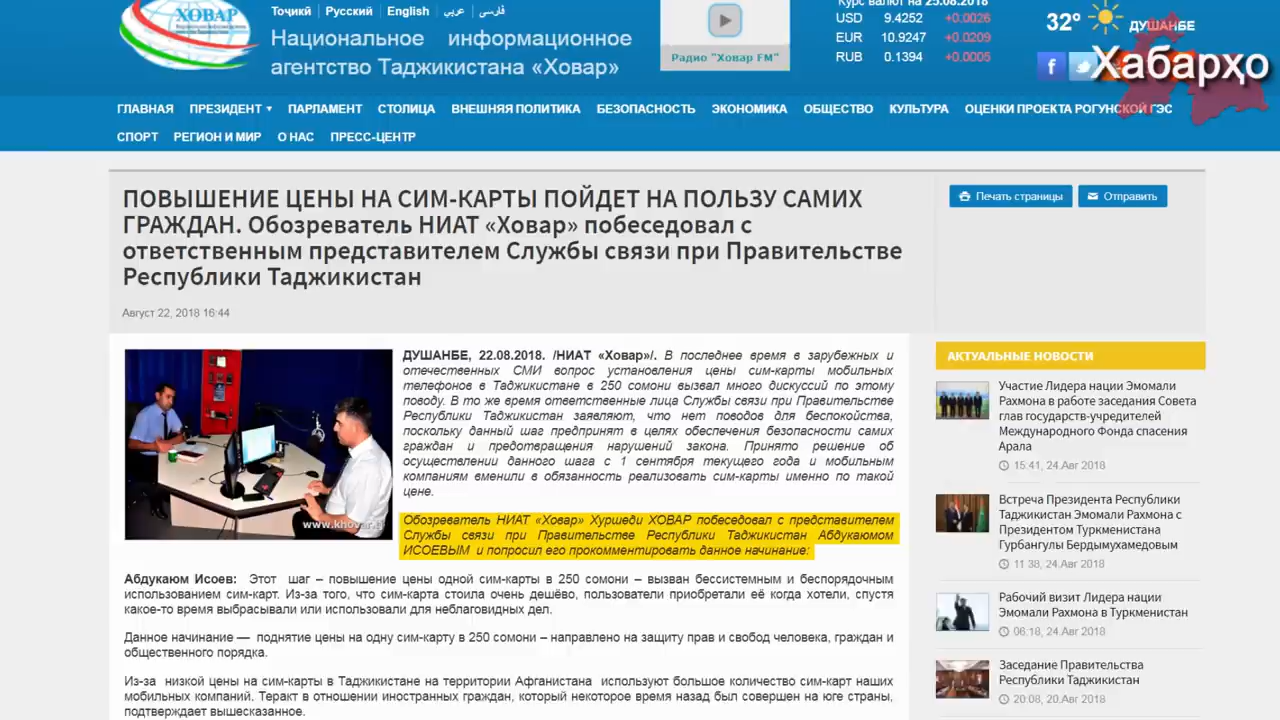 ХОВАР
Тоҷикӣ Русский English عربي فارسی
Национальное информационное
агентство Таджикистана «Ховар»
Радио "Ховар FM"
Курс валют на 25.08.2018
USD 9.4252 +0.0026
EUR 10.9247 +0.0209
RUB 0.1394 +0.0005
32° ДУШАНБЕ
Хабарҳо
ГЛАВНАЯ ПРЕЗИДЕНТ ПАРЛАМЕНТ СТОЛИЦА ВНЕШНЯЯ ПОЛИТИКА БЕЗОПАСНОСТЬ ЭКОНОМИКА ОБЩЕСТВО КУЛЬТУРА ОЦЕНКИ ПРОЕКТА РОГУНСКОЙ ГЭС
СПОРТ РЕГИОН И МИР О НАС ПРЕСС-ЦЕНТР
ПОВЫШЕНИЕ ЦЕНЫ НА СИМ-КАРТЫ ПОЙДЕТ НА ПОЛЬЗУ САМИХ
ГРАЖДАН. Обозреватель НИАТ «Ховар» побеседовал с
ответственным представителем Службы связи при Правительстве
Республики Таджикистан
Август 22, 2018 16:44
Печать страницы Отправить
www.khovar.tj
ДУШАНБЕ, 22.08.2018. /НИАТ «Ховар»/. В последнее время в зарубежных и
отечественных СМИ вопрос установления цены сим-карты мобильных
телефонов в Таджикистане в 250 сомони вызвал много дискуссий по этому
поводу. В то же время ответственные лица Службы связи при Правительстве
Республики Таджикистан заявляют, что нет поводов для беспокойства,
поскольку данный шаг предпринят в целях обеспечения безопасности самих
граждан и предотвращения нарушений закона. Принято решение об
осуществлении данного шага с 1 сентября текущего года и мобильным
компаниям вменили в обязанность реализовать сим-карты именно по такой
цене.
Обозреватель НИАТ «Ховар» Хуршеди ХОВАР побеседовал с представителем
Службы связи при Правительстве Республики Таджикистан Абдукаюмом
ИСОЕВЫМ и попросил его прокомментировать данное начинание:
Абдукаюм Исоев: Этот шаг – повышение цены одной сим-карты в 250 сомони – вызван бессистемным и беспорядочным
использованием сим-карт. Из-за того, что сим-карта стоила очень дешёво, пользователи приобретали её когда хотели, спустя
какое-то время выбрасывали или использовали для неблаговидных дел.
Данное начинание — поднятие цены на одну сим-карту в 250 сомони – направлено на защиту прав и свобод человека, граждан и
общественного порядка.
Из-за низкой цены на сим-карты в Таджикистане на территории Афганистана используют большое количество сим-карт наших
мобильных компаний. Теракт в отношении иностранных граждан, который некоторое время назад был совершен на юге страны,
подтверждает вышесказанное.
АКТУАЛЬНЫЕ НОВОСТИ
Участие Лидера нации Эмомали
Рахмона в работе заседания Совета
глав государств-учредителей
Международного Фонда спасения
Арала
15:41, 24.Авг 2018
Встреча Президента Республики
Таджикистан Эмомали Рахмона с
Президентом Туркменистана
Гурбангулы Бердымухамедовым
11:38, 24.Авг 2018
Рабочий визит Лидера нации
Эмомали Рахмона в Туркменистан
06:18, 24.Авг 2018
Заседание Правительства
Республики Таджикистан
20:08, 20.Авг 2018